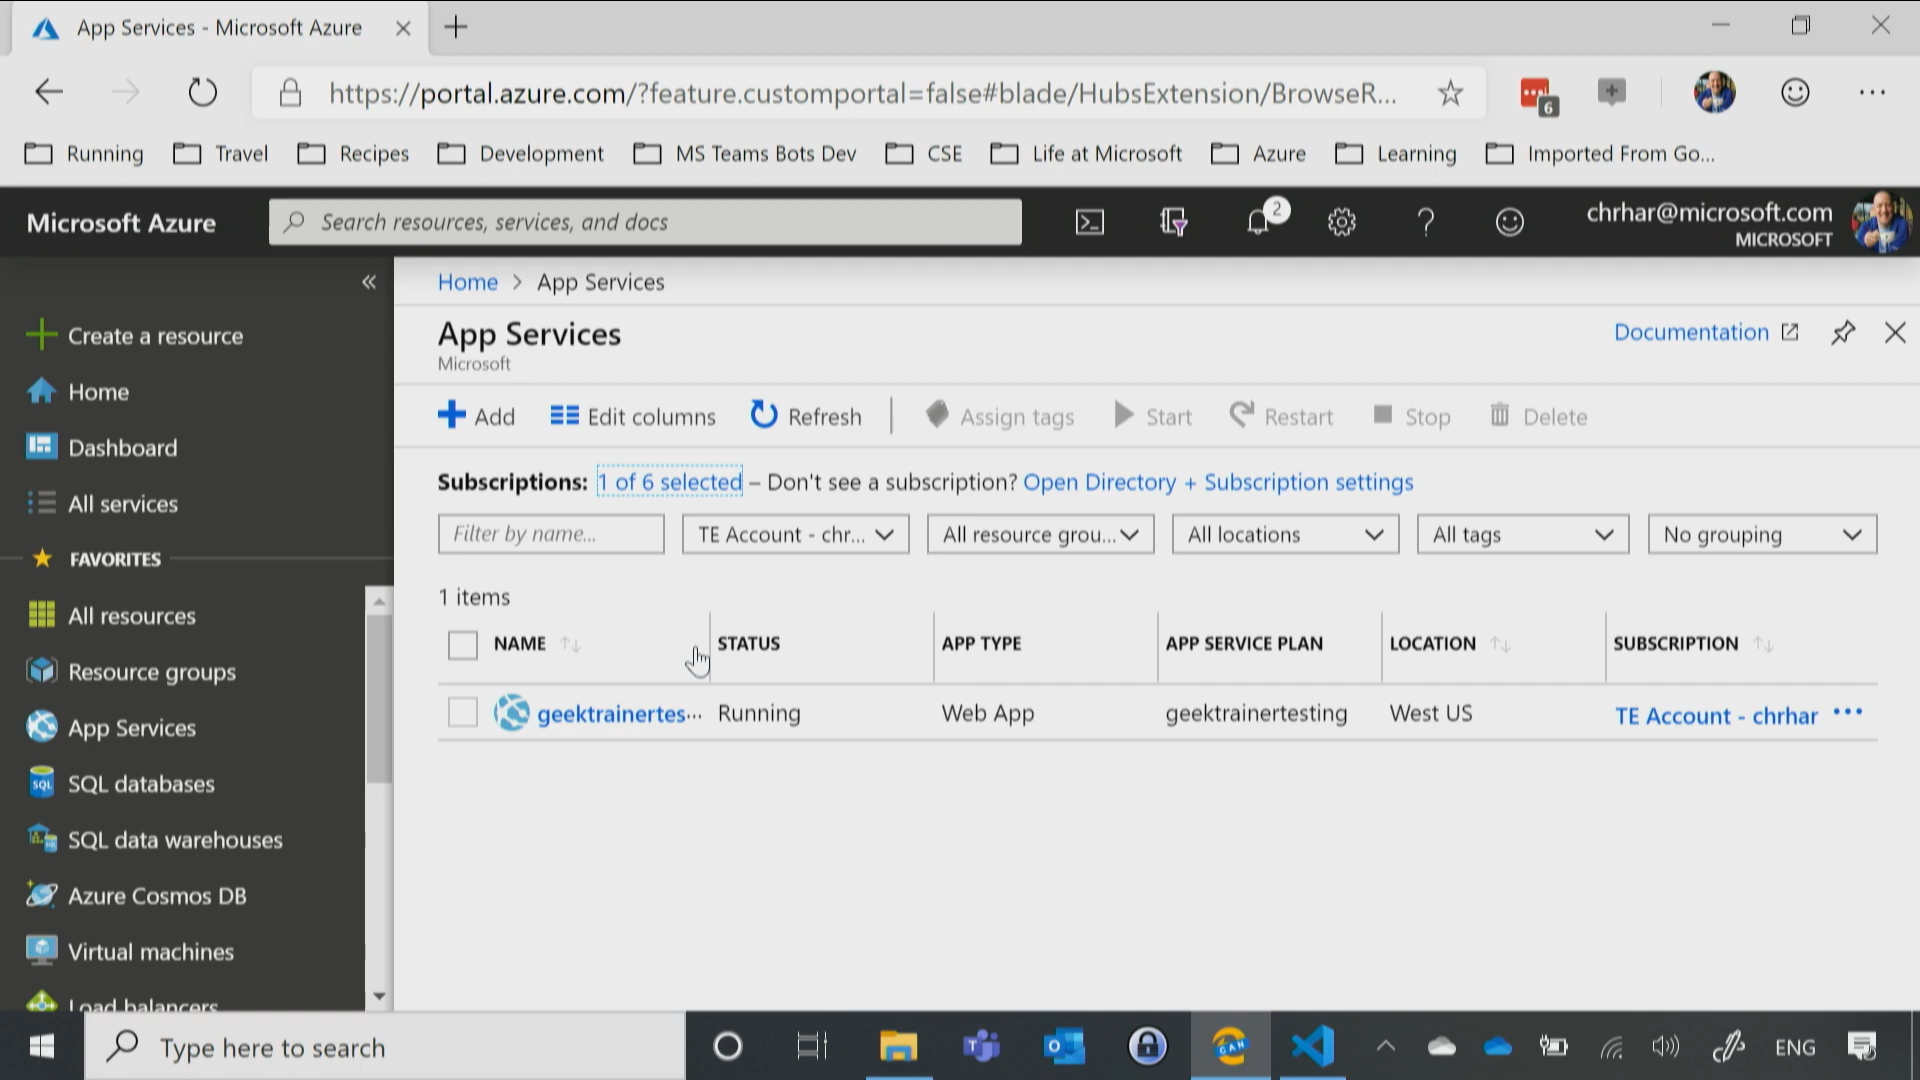 App Services - Microsoft Azure
https://portal.azure.com/?feature.customportal=false#blade/HubsExtension/BrowseR...
6
Running
Travel
Recipes
Development
MS Teams Bots Dev
CSE
Life at Microsoft
Azure
Learning
Imported From Go...
Microsoft Azure
Search resources, services, and docs
2
chrhar@microsoft.com
MICROSOFT
Create a resource
Home
Dashboard
All services
FAVORITES
All resources
Resource groups
App Services
SQL
SQL databases
SQL data warehouses
Azure Cosmos DB
Virtual machines
Load balancers
Home > App Services
App Services
Microsoft
Documentation
Add
Edit columns
Refresh
Assign tags
Start
Restart
Stop
Delete
Subscriptions: 1 of 6 selected – Don't see a subscription? Open Directory + Subscription settings
Filter by name...
TE Account - chr...
All resource grou...
All locations
All tags
No grouping
1 items
NAME
STATUS
APP TYPE
APP SERVICE PLAN
LOCATION
SUBSCRIPTION
geektrainertes...
Running
Web App
geektrainertesting
West US
TE Account - chrhar
Type here to search
CAN
ENG